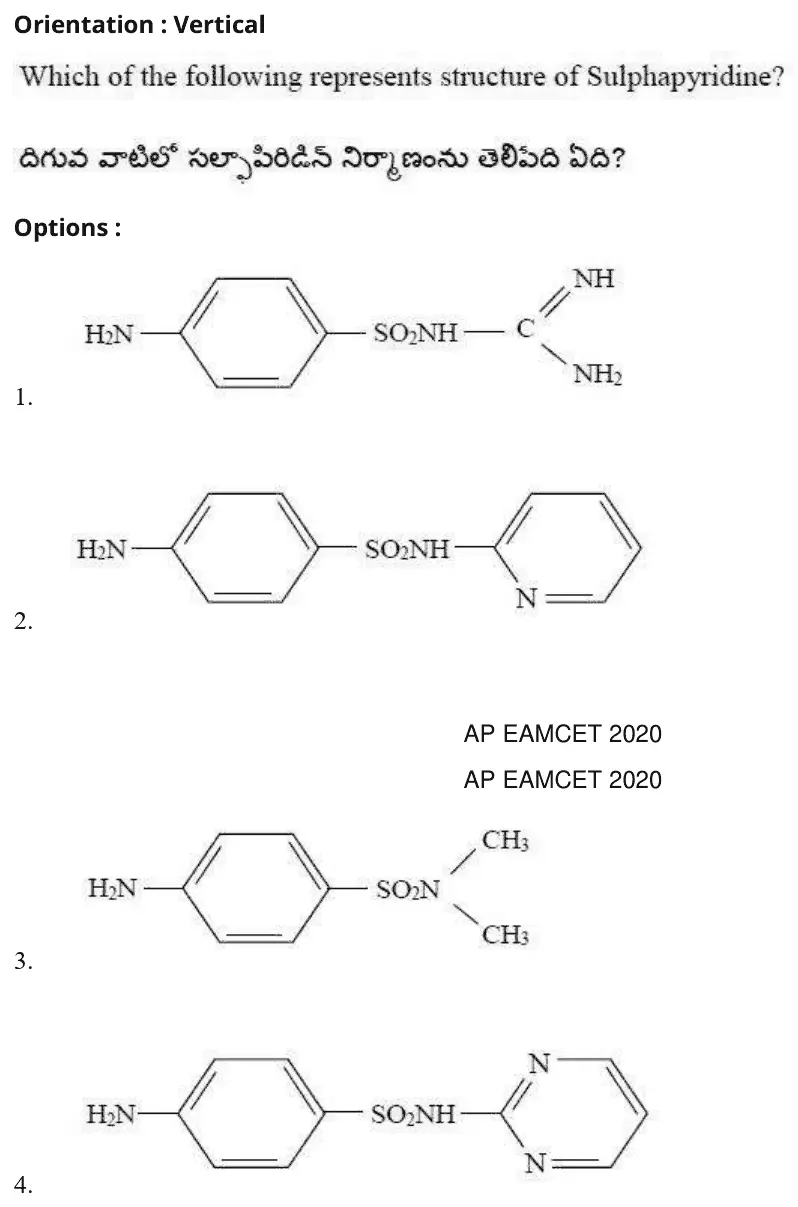 Orientation : Vertical
Which of the following represents structure of Sulphapyridine?
దిగువ వాటిలో సల్ఫాపిరిడిన్ నిర్మాణంను తెలిపేది ఏది?
Options :
NH
H2N
SO2NH
C
NH2
1.
H2N
SO2NH
N
2.
AP EAMCET 2020
AP EAMCET 2020
CH3
H2N
SO2N
CH3
3.
N
H2N
SO2NH
N
4.